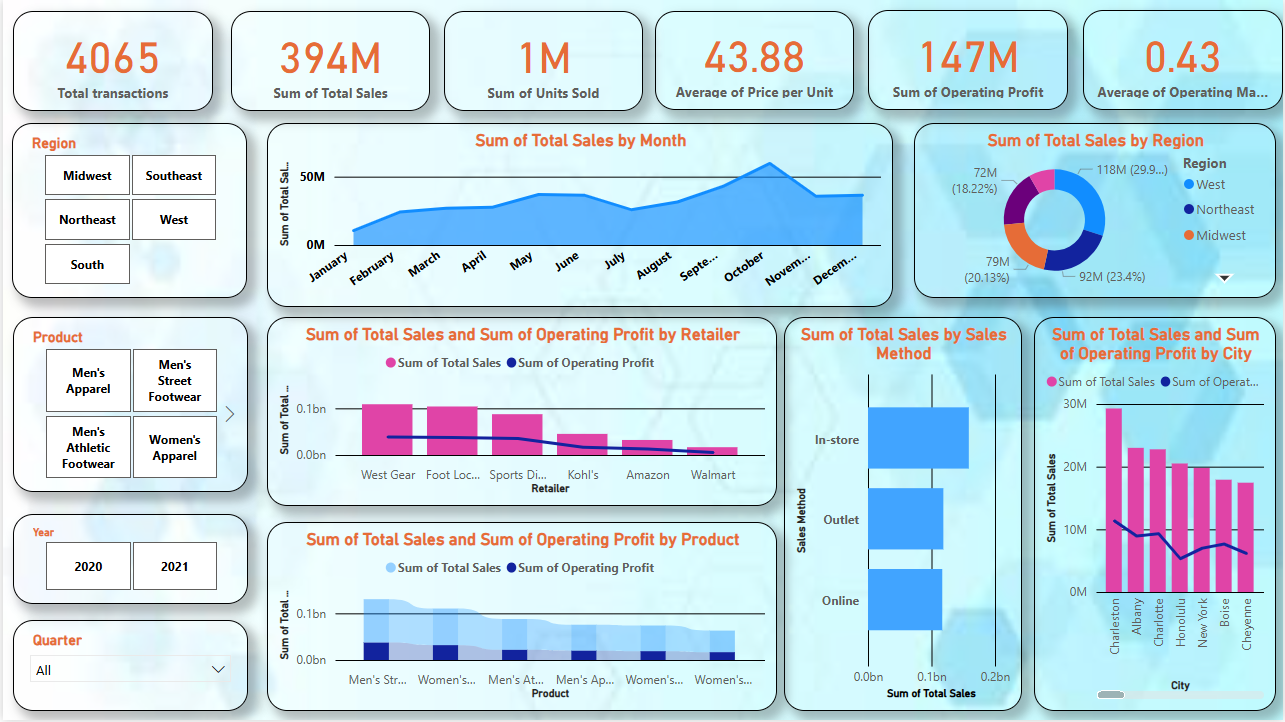 4065
Total transactions
394M
Sum of Total Sales
1M
Sum of Units Sold
43.88
Average of Price per Unit
147M
Sum of Operating Profit
0.43
Average of Operating Ma...
Region
Midwest
Southeast
Northeast
West
South
Sum of Total Sales by Month
Sum of Total Sal...
50M
0M
January
February
March
April
May
June
July
August
Septe...
October
Novem...
Decem...
Sum of Total Sales by Region
72M
(18.22%)
118M (29.9...)
79M
(20.13%)
92M (23.4%)
Region
West
Northeast
Midwest
Product
Men's
Apparel
Men's
Street
Footwear
Men's
Athletic
Footwear
Women's
Apparel
Sum of Total Sales and Sum of Operating Profit by Retailer
Sum of Total Sales
Sum of Operating Profit
Sum of Total ...
0.1bn
0.0bn
West Gear
Foot Loc...
Sports Di...
Kohl's
Amazon
Walmart
Retailer
Sum of Total Sales by Sales
Method
Sales Method
In-store
Outlet
Online
0.0bn
0.1bn
0.2bn
Sum of Total Sales
Sum of Total Sales and Sum
of Operating Profit by City
Sum of Total Sales
Sum of Operat...
Sum of Total Sales
30M
20M
10M
0M
Charleston
Albany
Charlotte
Honolulu
New York
Boise
Cheyenne
City
Year
2020
2021
Quarter
All
Sum of Total Sales and Sum of Operating Profit by Product
Sum of Total Sales
Sum of Operating Profit
Sum of Total ...
0.1bn
0.0bn
Men's Str...
Women's...
Men's At...
Men's Ap...
Women's...
Women's...
Product